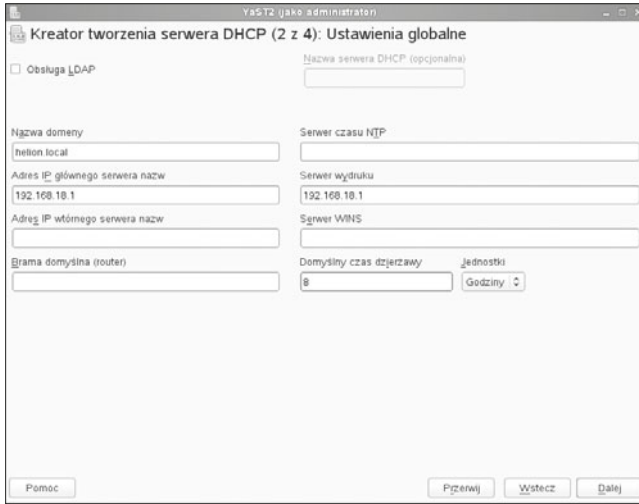 YaST2 (jako administrator)
Kreator tworzenia serwera DHCP (2 z 4): Ustawienia globalne
Obsługa LDAP
Nazwa serwera DHCP (opcjonalna)
Nazwa domeny
helion.local
Serwer czasu NTP
Adres IP głównego serwera nazw
192.168.18.1
Serwer wydruku
192.168.18.1
Adres IP wtórnego serwera nazw
Serwer WINS
Brama domyślna (router)
Domyślny czas dzierżawy
8
Jednostki
Godziny
Pomoc
Przerwij
Wstecz
Dalej